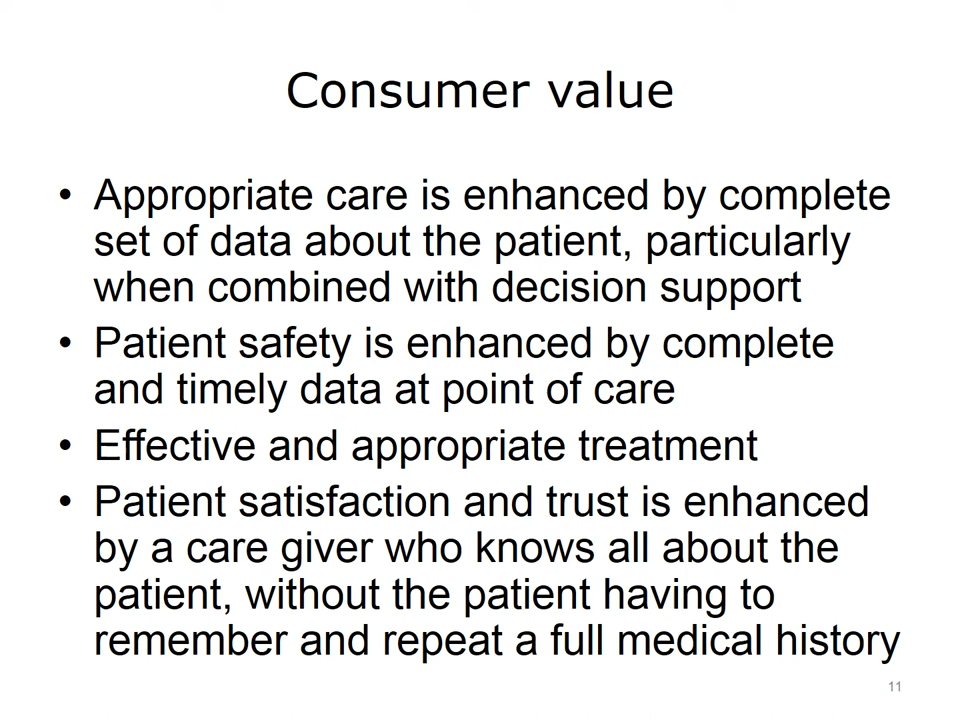 Consumer value
• Appropriate care is enhanced by complete
set of data about the patient, particularly
when combined with decision support
• Patient safety is enhanced by complete
and timely data at point of care
• Effective and appropriate treatment
• Patient satisfaction and trust is enhanced
by a care giver who knows all about the
patient, without the patient having to
remember and repeat a full medical history
11